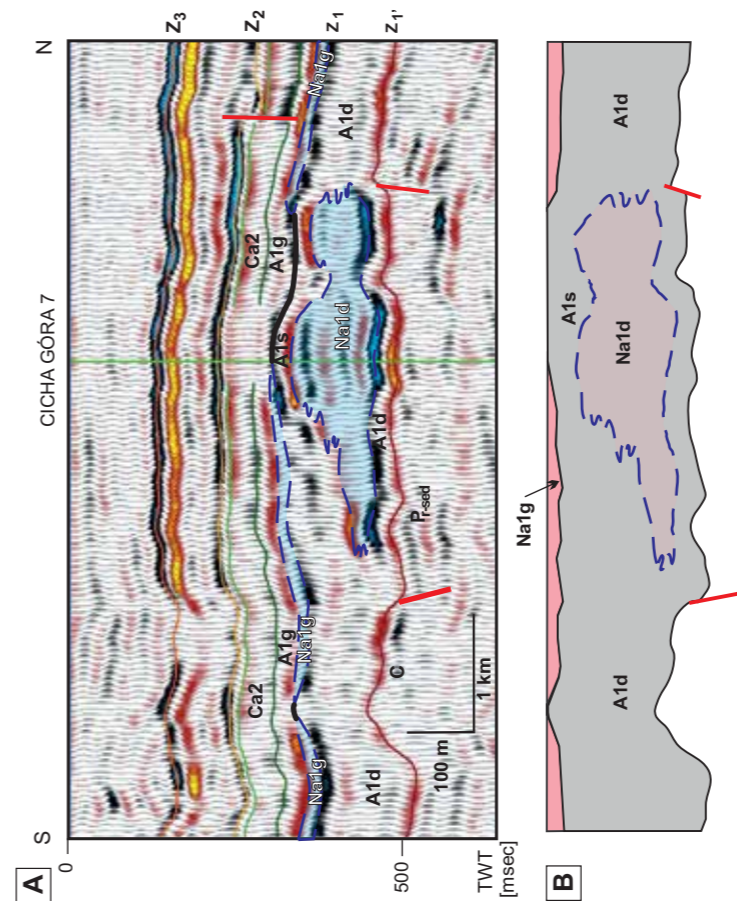 A
S
CICHA GÓRA 7
N
0
500
TWT
[msec]
Z3
Z2
Z1
Z1'
Ca2
Ca2
A1g
A1g
A1s
Na1g
Na1g
Na1g
Na1d
A1d
A1d
A1d
Pr-sed
C
100 m
1 km
B
Na1g
A1s
Na1d
A1d
A1d